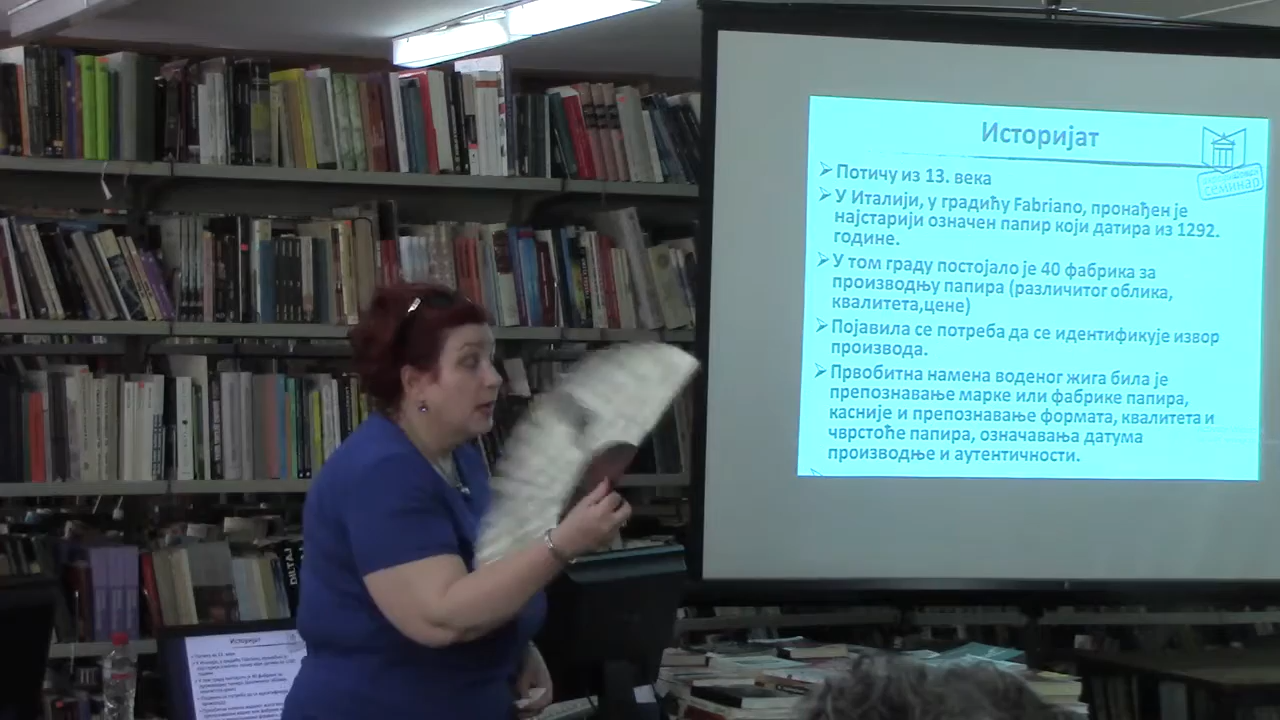 Историјат
семинар
Потичу из 13. века
У Италији, у градићу Fabriano, пронађен је
најстарији означен папир који датира из 1292.
године.
У том граду постојало је 40 фабрика за
производњу папира (различитог облика,
квалитета,цене)
Појавила се потреба да се идентификује извор
производа.
Првобитна намена воденог жига била је
препознавање марке или фабрике папира,
касније и препознавање формата, квалитета и
чврстоће папира, означавања датума
производње и аутентичности.
DILTAJ
Историјат